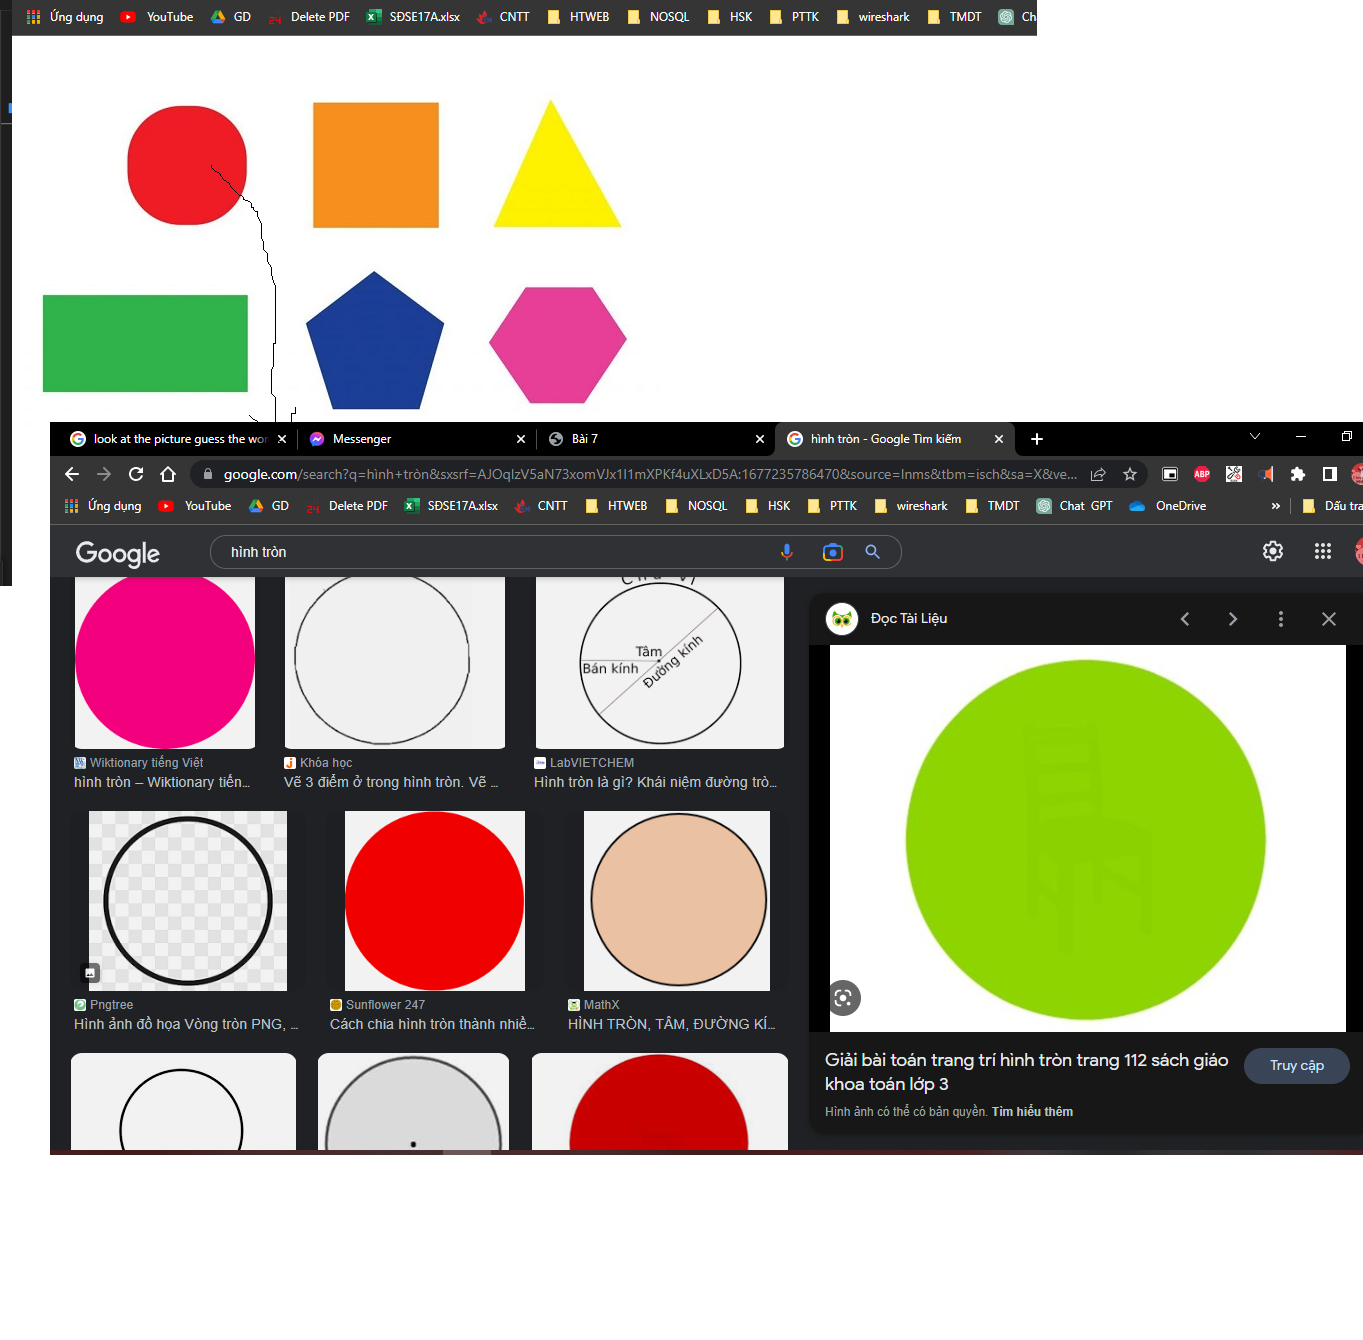 Ứng dụng YouTube GD Delete PDF SĐSE17A.xlsx CNTT HTWEB NOSQL HSK PTTK wireshark TMDT Ch
look at the picture guess the wor Messenger Bài 7 hình tròn - Google Tìm kiếm
google.com/search?q=hình+tròn&sxsrf=AJOqlzV5aN73xomVJx1I1mXPKf4uXLxD5A:1677235786470&source=lnms&tbm=isch&sa=X&ve...
Ứng dụng YouTube GD Delete PDF SĐSE17A.xlsx CNTT HTWEB NOSQL HSK PTTK wireshark TMDT Chat GPT OneDrive » Dấu tra
Google hình tròn
Đọc Tài Liệu
Chu vi
Tâm
Bán kính
Đường kính
Wiktionary tiếng Việt Khóa học LabVIETCHEM
hình tròn – Wiktionary tiến... Vẽ 3 điểm ở trong hình tròn. Vẽ ... Hình tròn là gì? Khái niệm đường trò...
Pngtree Sunflower 247 MathX
Hình ảnh đồ họa Vòng tròn PNG, ... Cách chia hình tròn thành nhiề... HÌNH TRÒN, TÂM, ĐƯỜNG KÍ...
Giải bài toán trang trí hình tròn trang 112 sách giáo
khoa toán lớp 3
Truy cập
Hình ảnh có thể có bản quyền. Tìm hiểu thêm